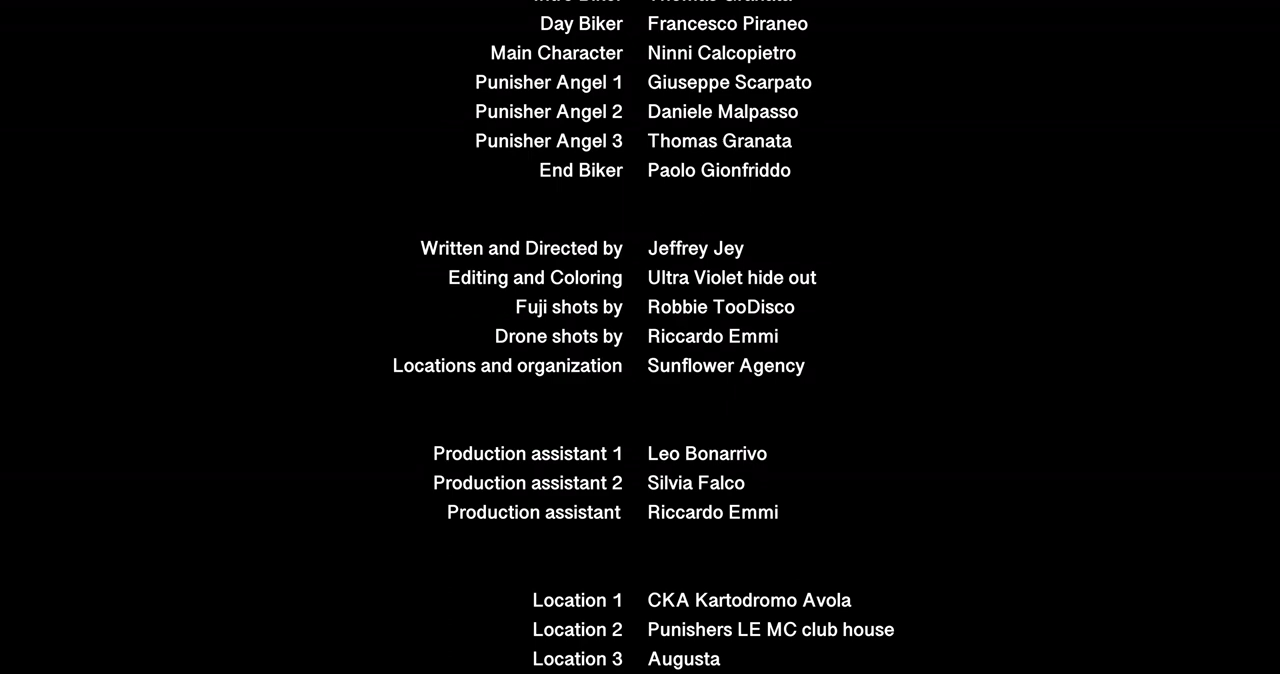 Intro Biker Thomas Granata
Day Biker Francesco Piraneo
Main Character Ninni Calcopietro
Punisher Angel 1 Giuseppe Scarpato
Punisher Angel 2 Daniele Malpasso
Punisher Angel 3 Thomas Granata
End Biker Paolo Gionfriddo
Written and Directed by Jeffrey Jey
Editing and Coloring Ultra Violet hide out
Fuji shots by Robbie TooDisco
Drone shots by Riccardo Emmi
Locations and organization Sunflower Agency
Production assistant 1 Leo Bonarrivo
Production assistant 2 Silvia Falco
Production assistant Riccardo Emmi
Location 1 CKA Kartodromo Avola
Location 2 Punishers LE MC club house
Location 3 Augusta